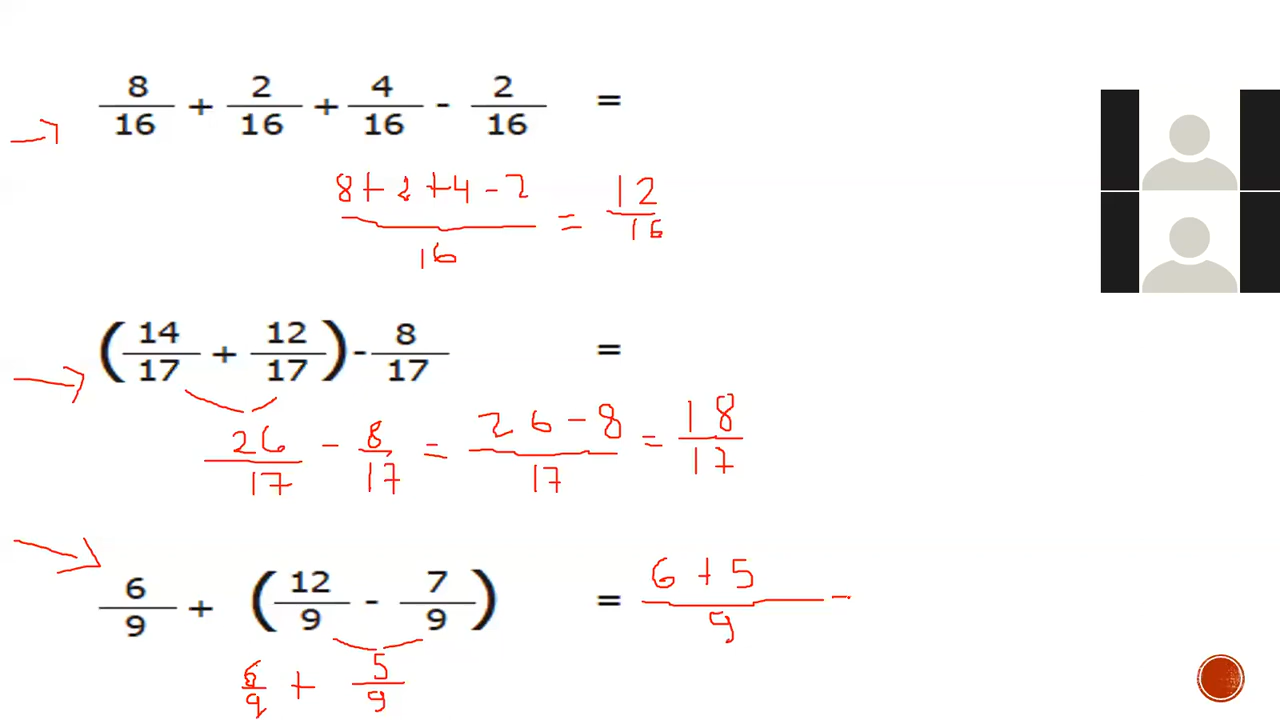 8/16 + 2/16 + 4/16 - 2/16 =
(8+2+4-2)/16 = 12/16
(14/17 + 12/17) - 8/17 =
26/17 - 8/17 = (26-8)/17 = 18/17
6/9 + (12/9 - 7/9) = (6+5)/9 -
6/9 + 5/9